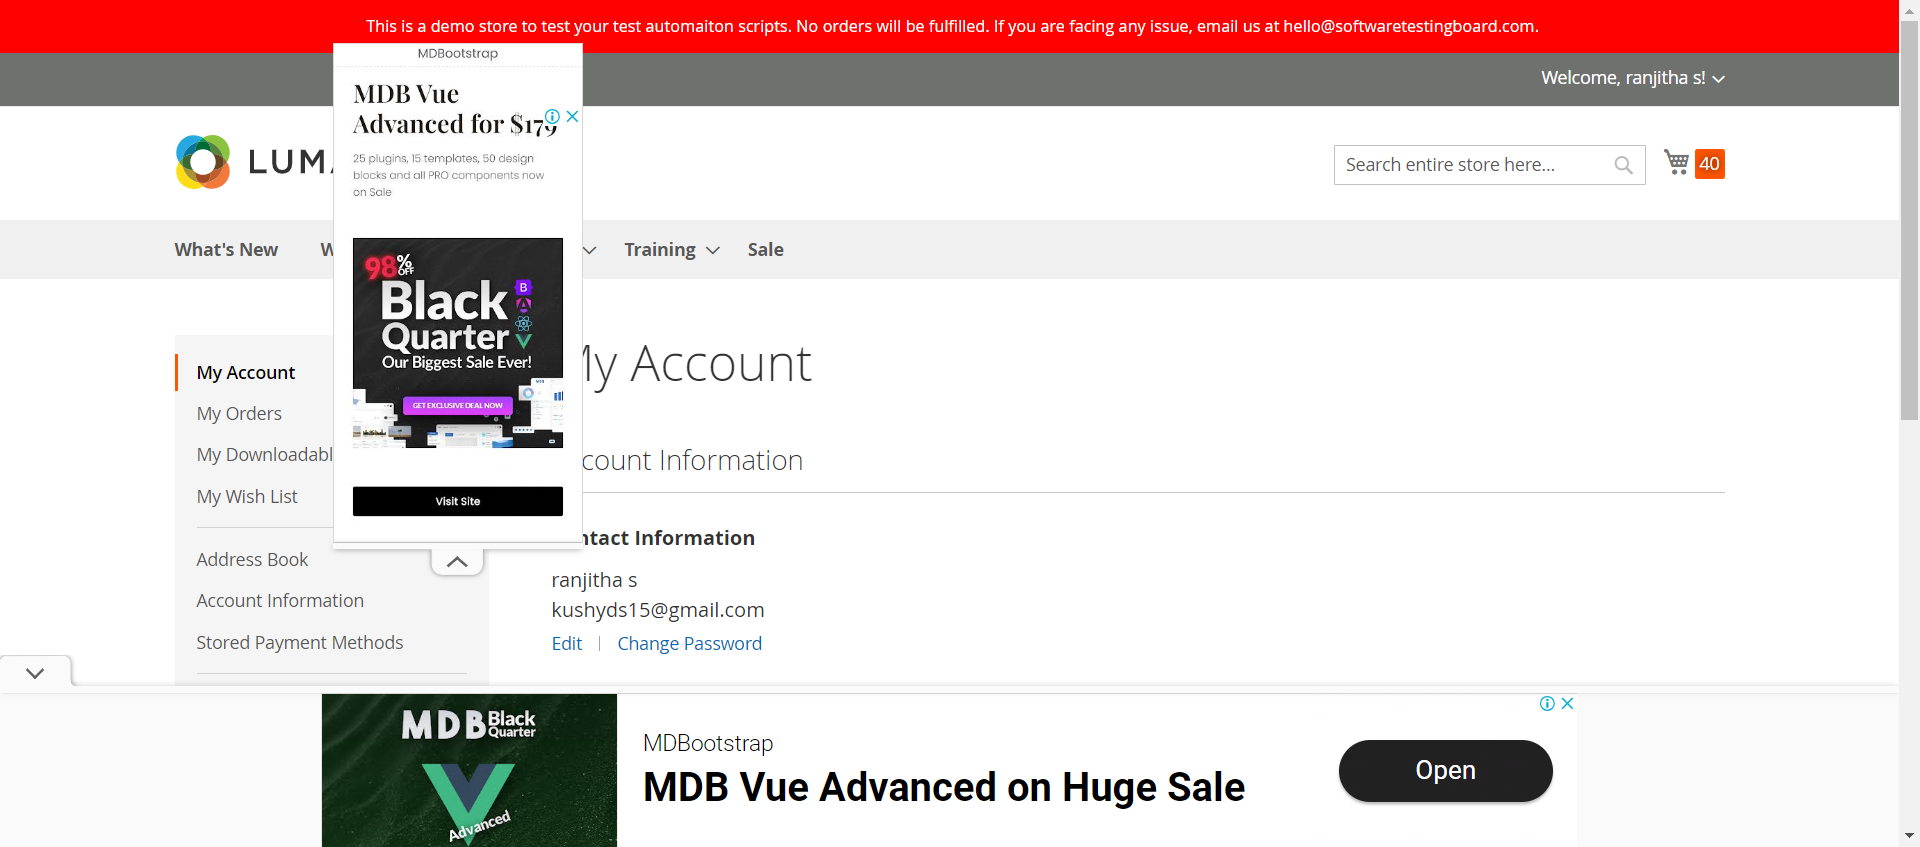 This is a demo store to test your test automaiton scripts. No orders will be fulfilled. If you are facing any issue, email us at hello@softwaretestingboard.com.
Welcome, ranjitha s!
MDBootstrap
MDB Vue
Advanced for $179
25 plugins, 15 templates, 50 design
blocks and all PRO components now
on Sale
LUMA
Search entire store here...
40
What's New
W
Training
Sale
98% OFF
Black
Quarter
Our Biggest Sale Ever!
GET EXCLUSIVE DEAL NOW
Visit Site
My Account
My Orders
My Downloadabl
My Wish List
Address Book
Account Information
Stored Payment Methods
My Account
count Information
ntact Information
ranjitha s
kushyds15@gmail.com
Edit | Change Password
MDB Black
Quarter
Advanced
MDBootstrap
MDB Vue Advanced on Huge Sale
Open